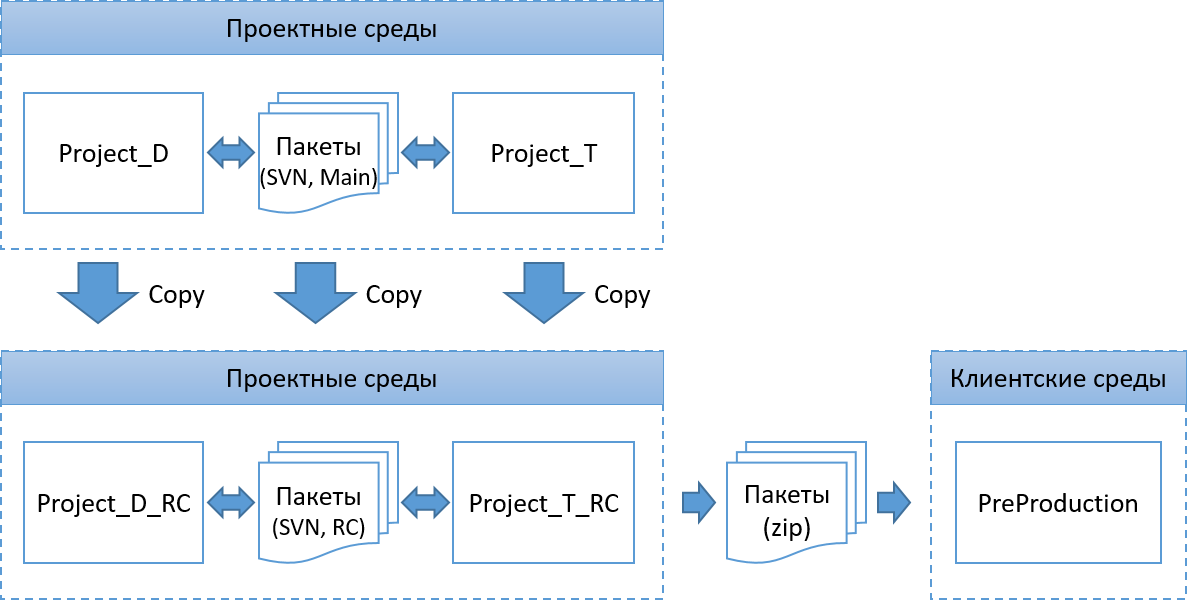 Проектные среды
Project_D
Пакеты
(SVN, Main)
Project_T
Copy
Copy
Copy
Проектные среды
Клиентские среды
Project_D_RC
Пакеты
(SVN, RC)
Project_T_RC
Пакеты
(zip)
PreProduction